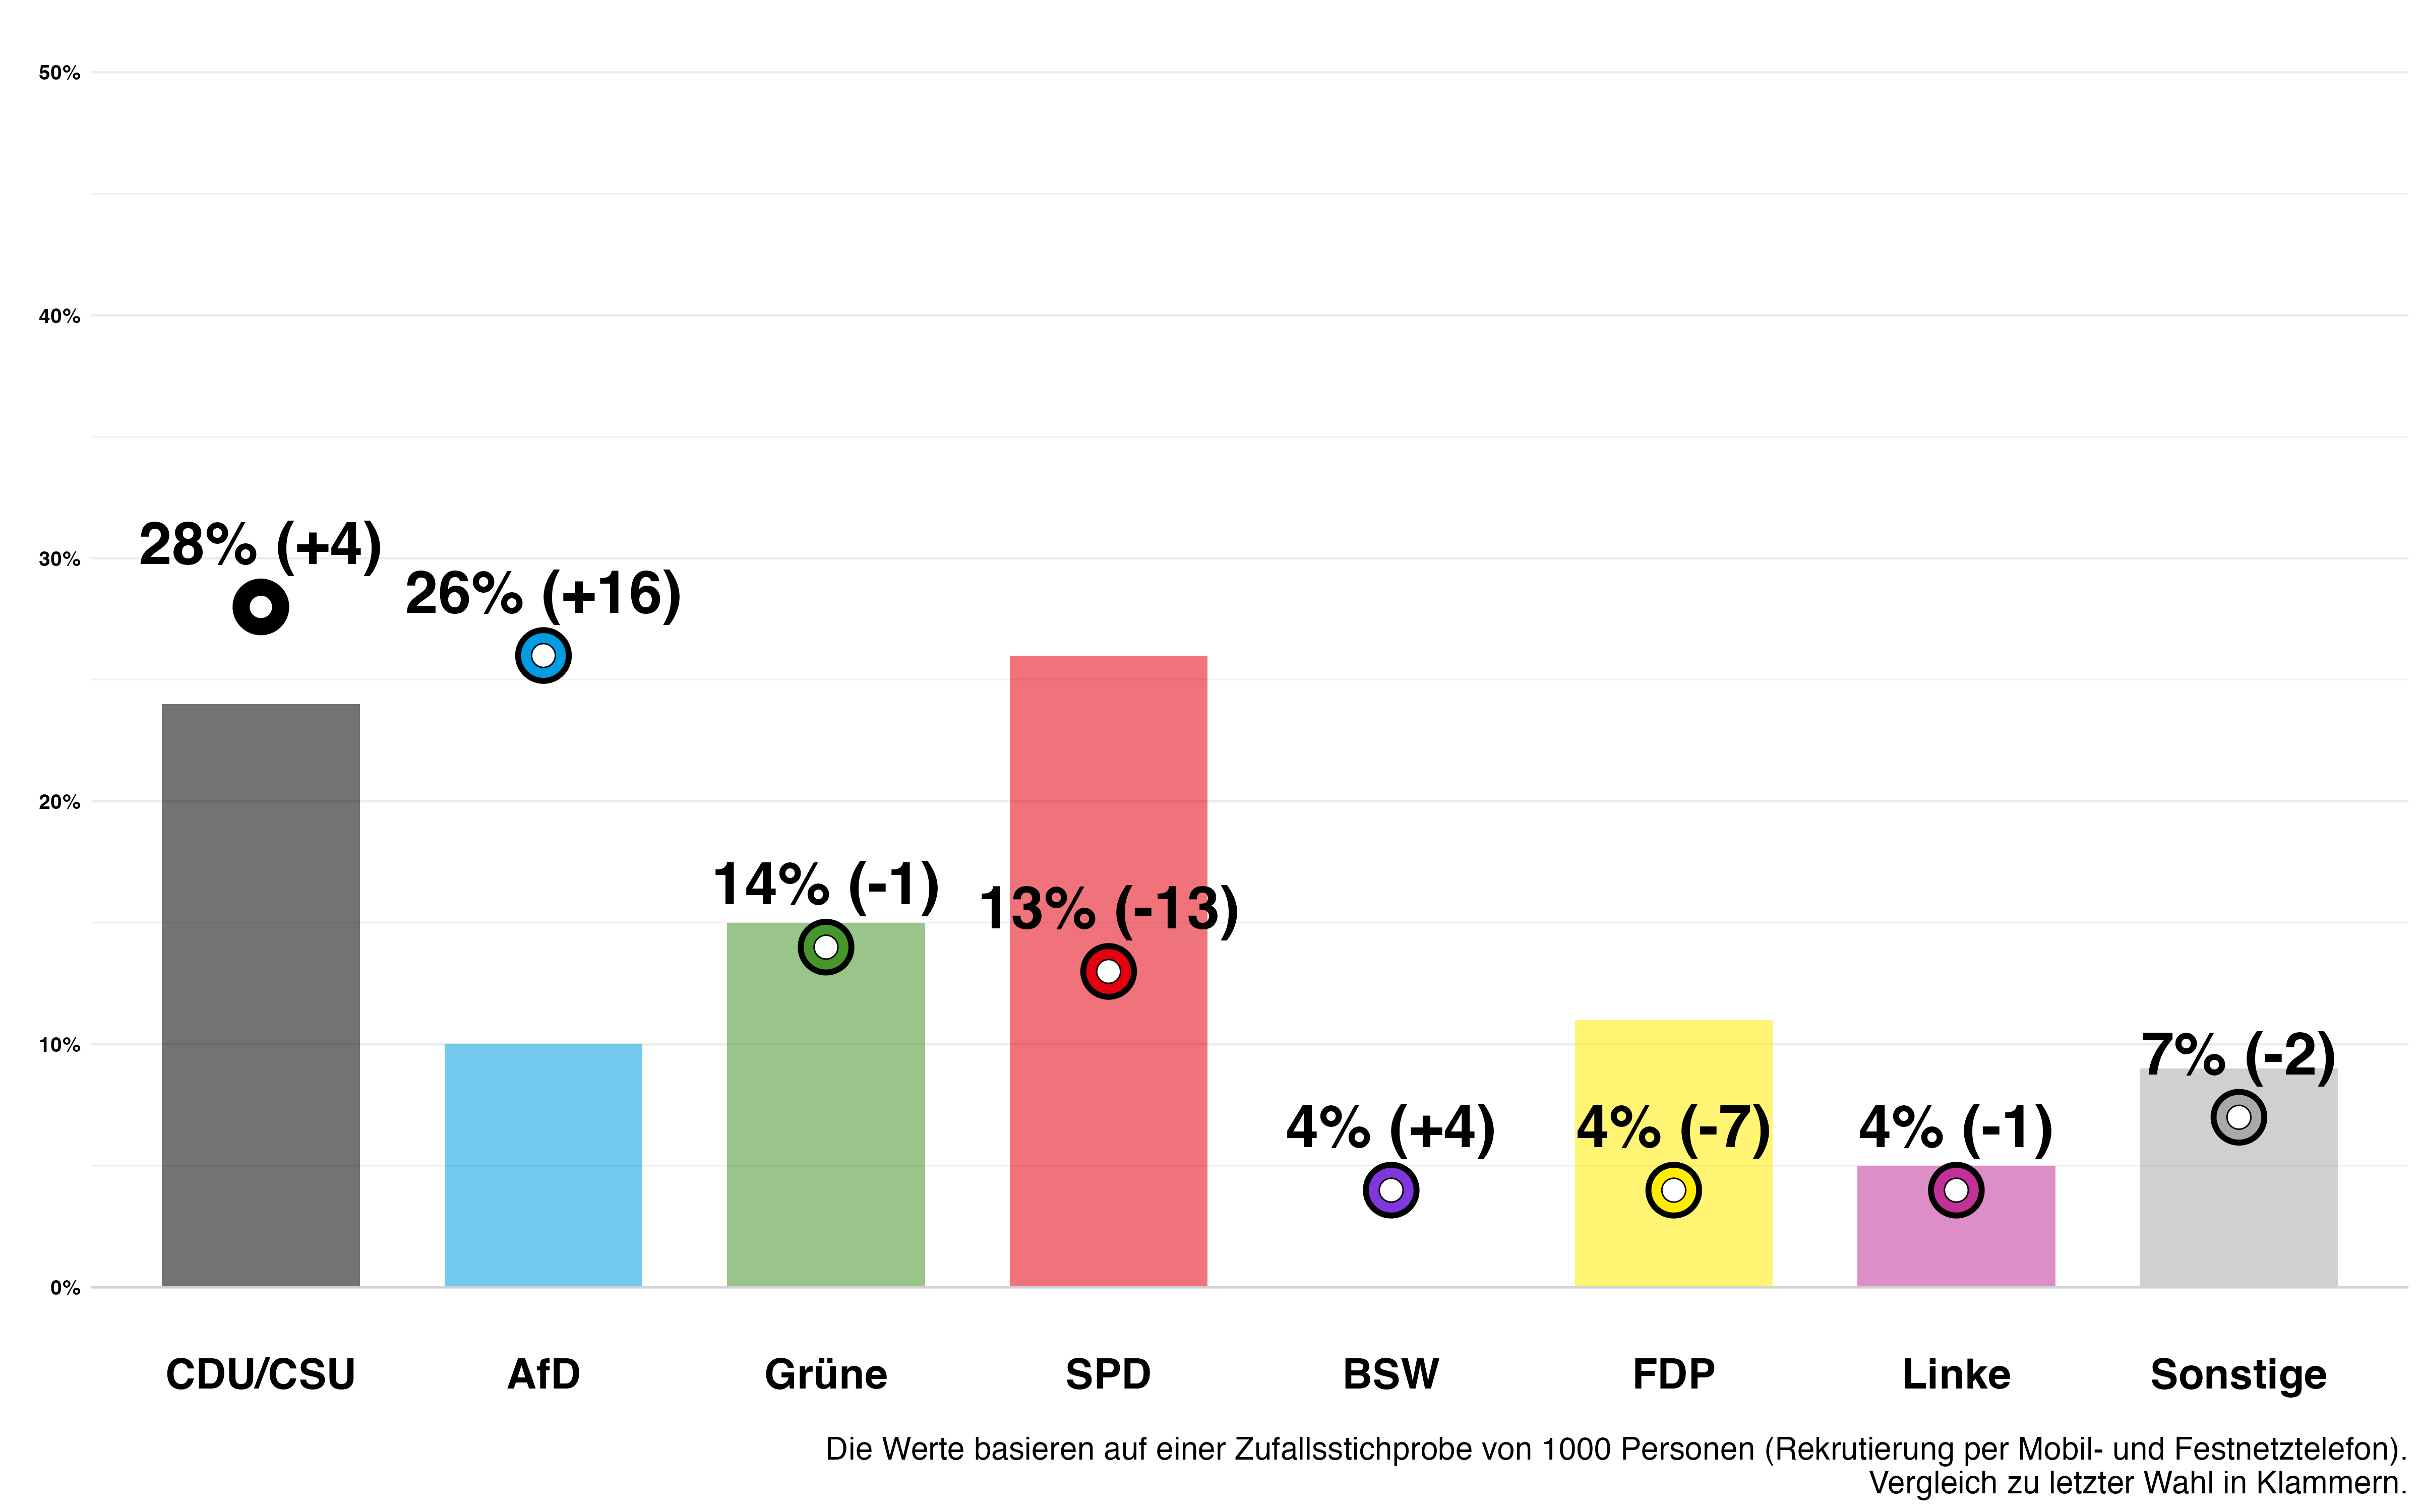 50%
40%
30%
20%
10%
0%
28% (+4)
26% (+16)
14% (-1)
13% (-13)
4% (+4)
4% (-7)
4% (-1)
7% (-2)
CDU/CSU
AfD
Grüne
SPD
BSW
FDP
Linke
Sonstige
Die Werte basieren auf einer Zufallsstichprobe von 1000 Personen (Rekrutierung per Mobil- und Festnetztelefon).
Vergleich zu letzter Wahl in Klammern.